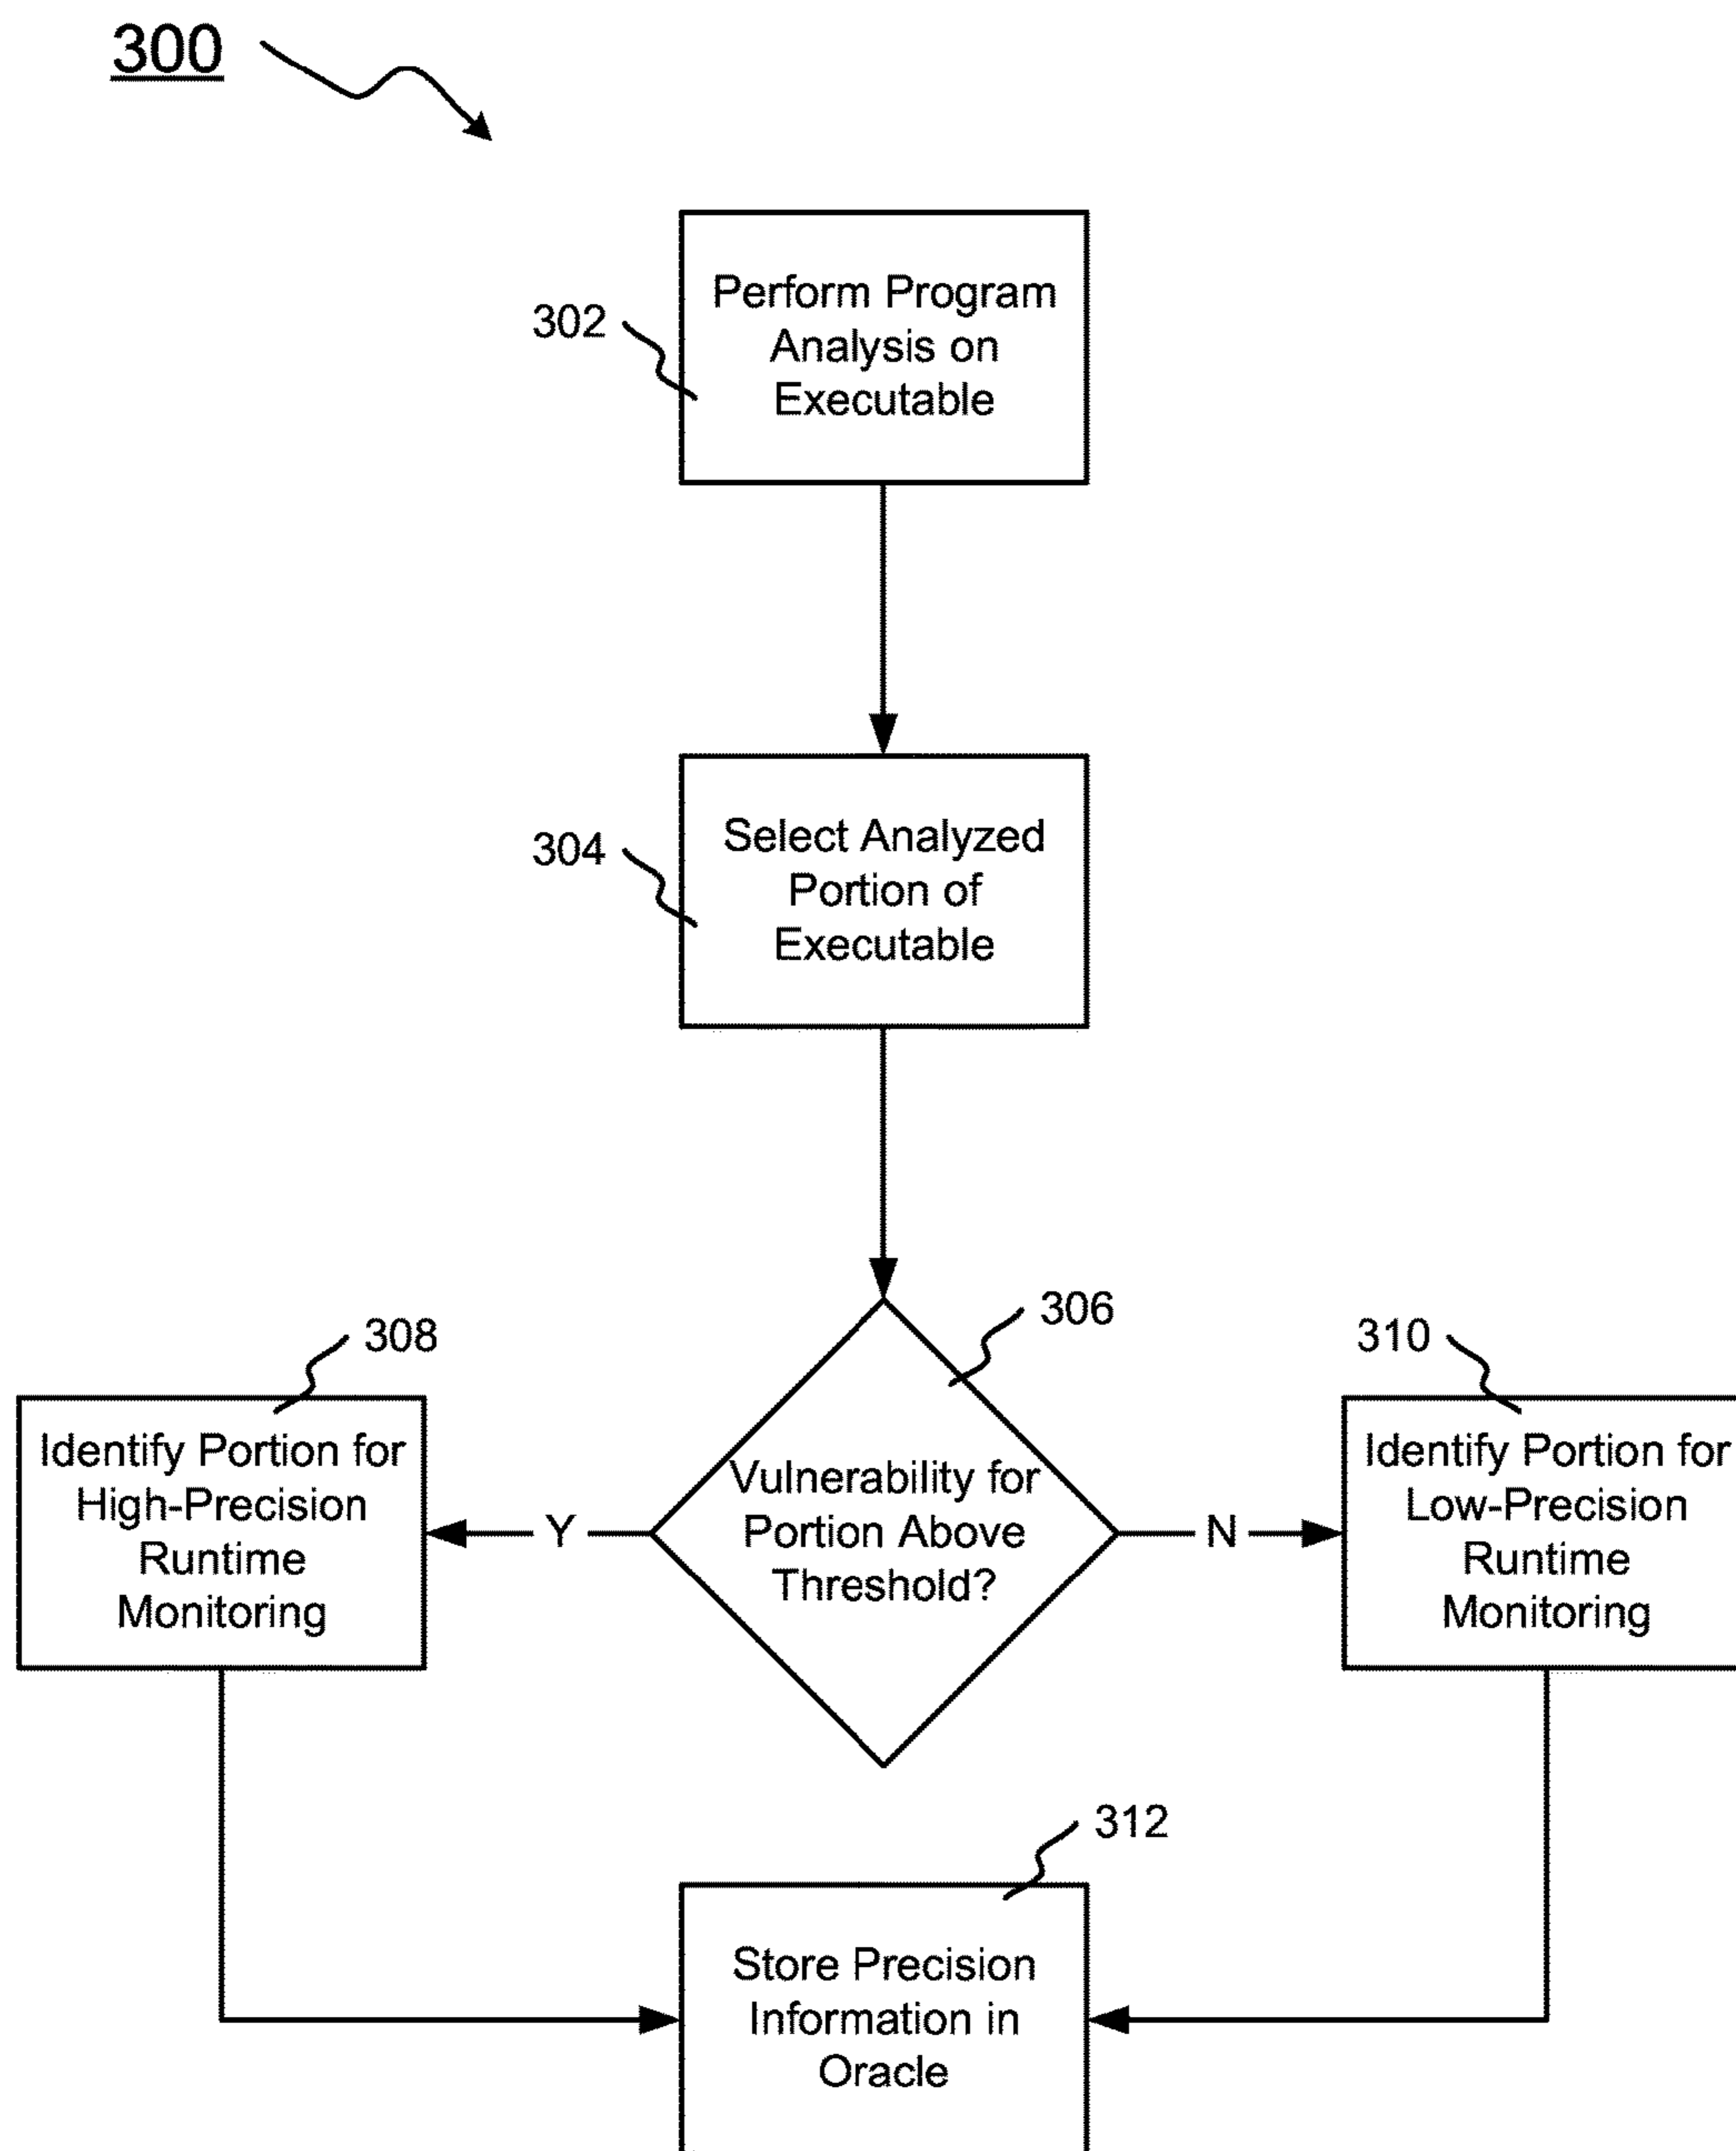 300
302
Perform Program
Analysis on
Executable
304
Select Analyzed
Portion of
Executable
306
308
310
Identify Portion for
High-Precision
Runtime
Monitoring
Y
Vulnerability for
Portion Above
Threshold?
N
Identify Portion for
Low-Precision
Runtime
Monitoring
312
Store Precision
Information in
Oracle